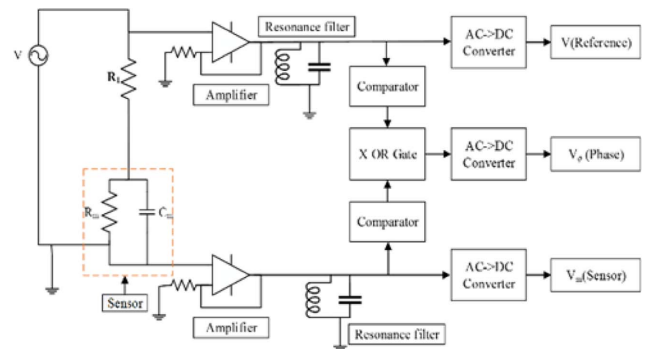 Resonance filter
AC->DC
Converter
V(Reference)
V
R₁
Amplifier
Comparator
X OR Gate
AC->DC
Converter
Vₒ (Phase)
Rₘ
Cₘ
Comparator
Sensor
AC->DC
Converter
Vₘ(Sensor)
Amplifier
Resonance filter